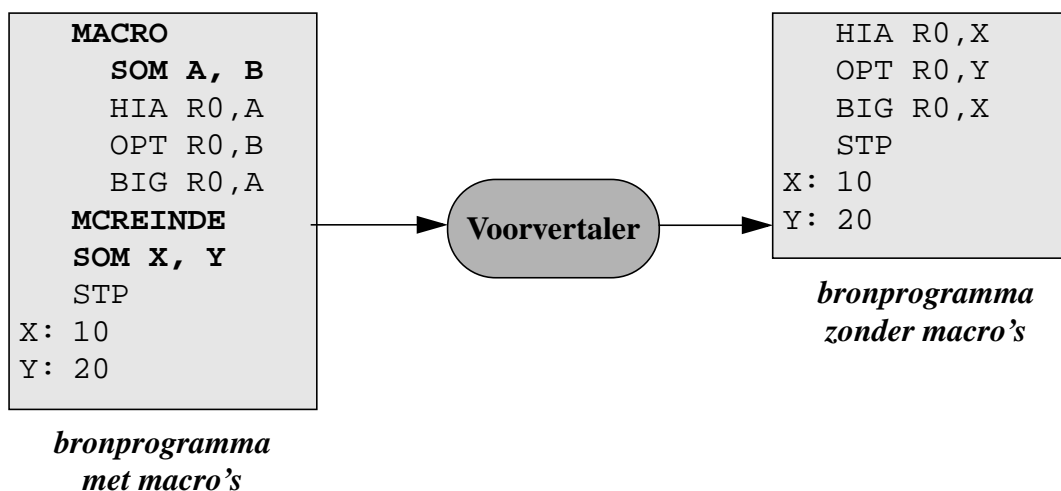 MACRO
SOM A, B
HIA R0,A
OPT R0,B
BIG R0,A
MCREINDE
SOM X, Y
STP
X: 10
Y: 20
bronprogramma
met macro’s
Voorvertaler
HIA R0,X
OPT R0,Y
BIG R0,X
STP
X: 10
Y: 20
bronprogramma
zonder macro’s